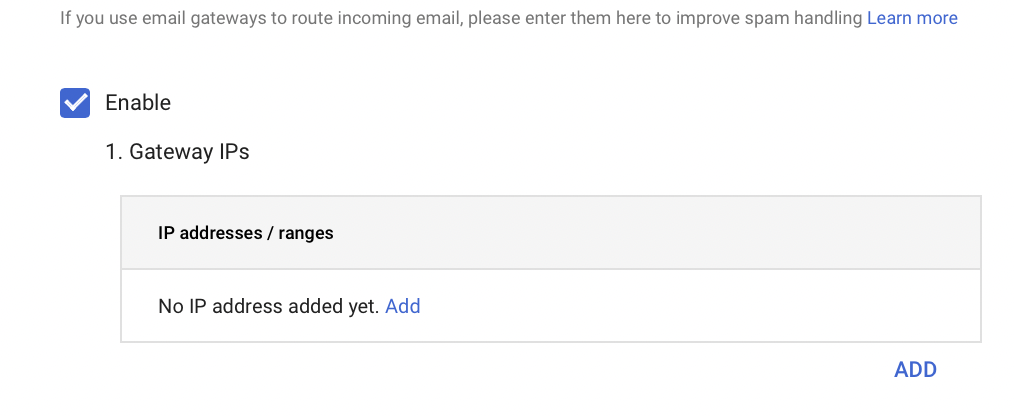 If you use email gateways to route incoming email, please enter them here to improve spam handling Learn more
Enable
1. Gateway IPs
IP addresses / ranges
No IP address added yet. Add
ADD